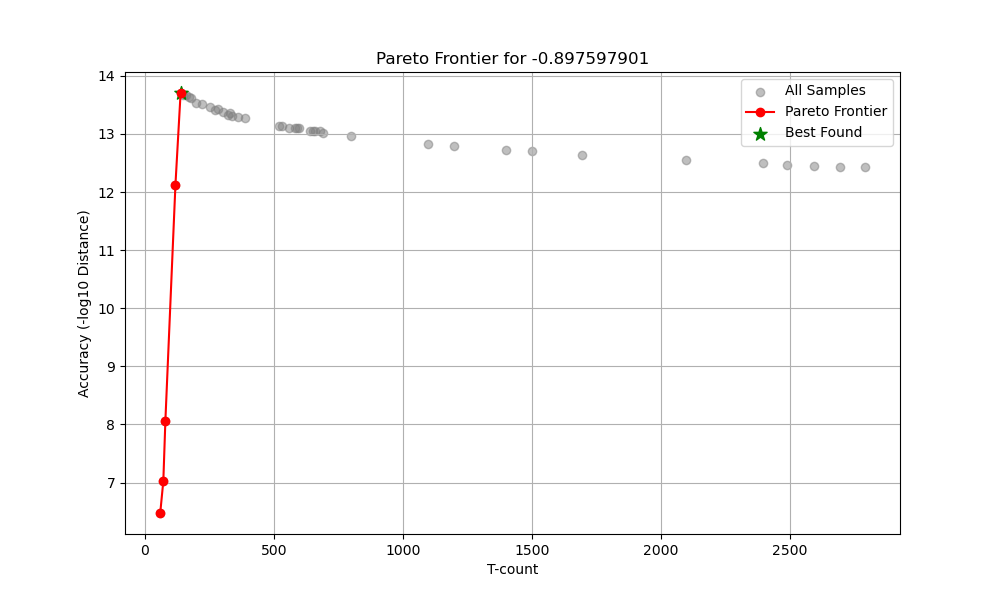 Pareto Frontier for -0.897597901
Accuracy (-log10 Distance)
14
13
12
11
10
9
8
7
All Samples
Pareto Frontier
Best Found
0 500 1000 1500 2000 2500
T-count